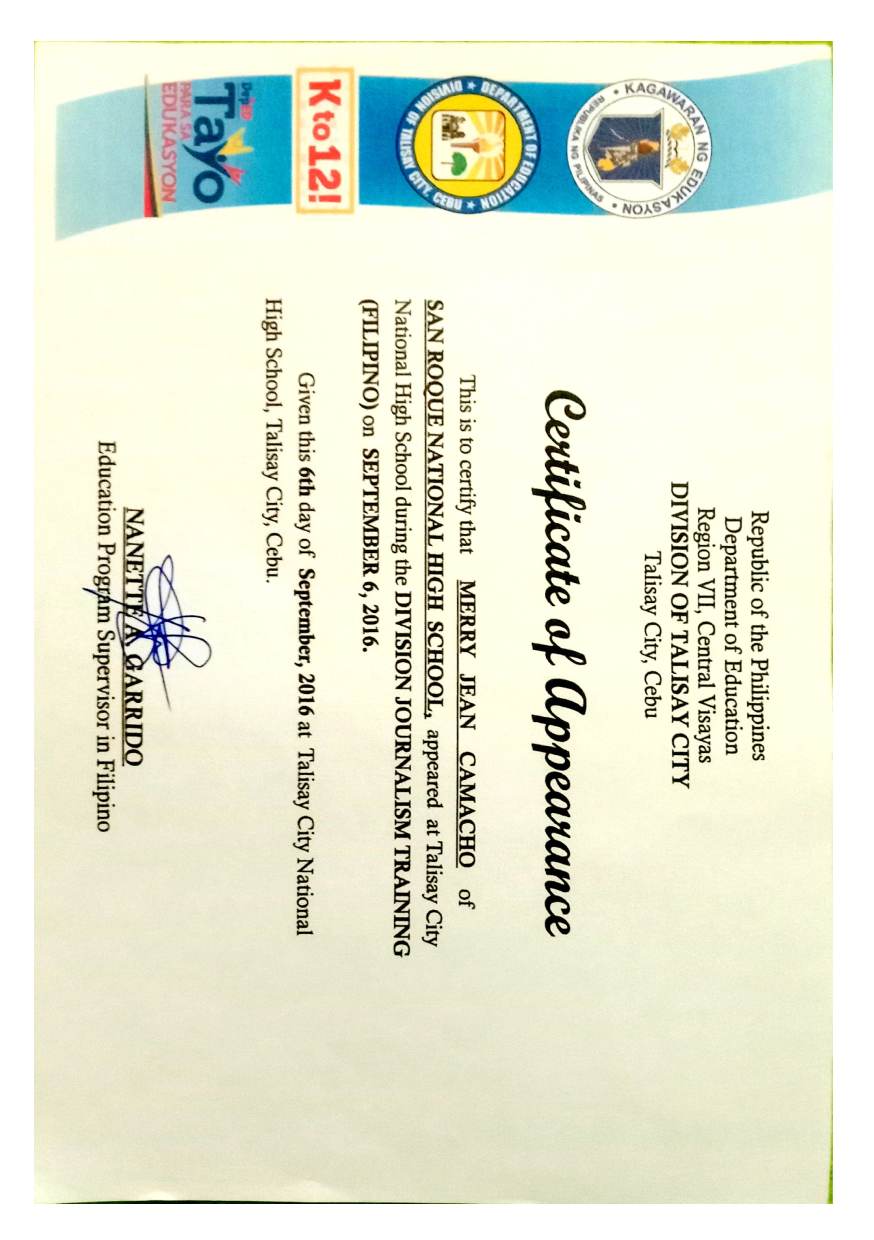 Republic of the Philippines
Department of Education
Region VII, Central Visayas
DIVISION OF TALISAY CITY
Talisay City, Cebu
KAGAWARAN NG EDUKASYON
REPUBLIKA NG PILIPINAS
DEPARTMENT OF EDUCATION
DIVISION OF TALISAY CITY, CEBU
K to 12!
DepED
Tayo
PARA SA
EDUKASYON
Certificate of Appearance
This is to certify that MERRY JEAN CAMACHO of
SAN ROQUE NATIONAL HIGH SCHOOL, appeared at Talisay City
National High School during the DIVISION JOURNALISM TRAINING
(FILIPINO) on SEPTEMBER 6, 2016.
Given this 6th day of September, 2016 at Talisay City National
High School, Talisay City, Cebu.
NANETTE A. GARRIDO
Education Program Supervisor in Filipino